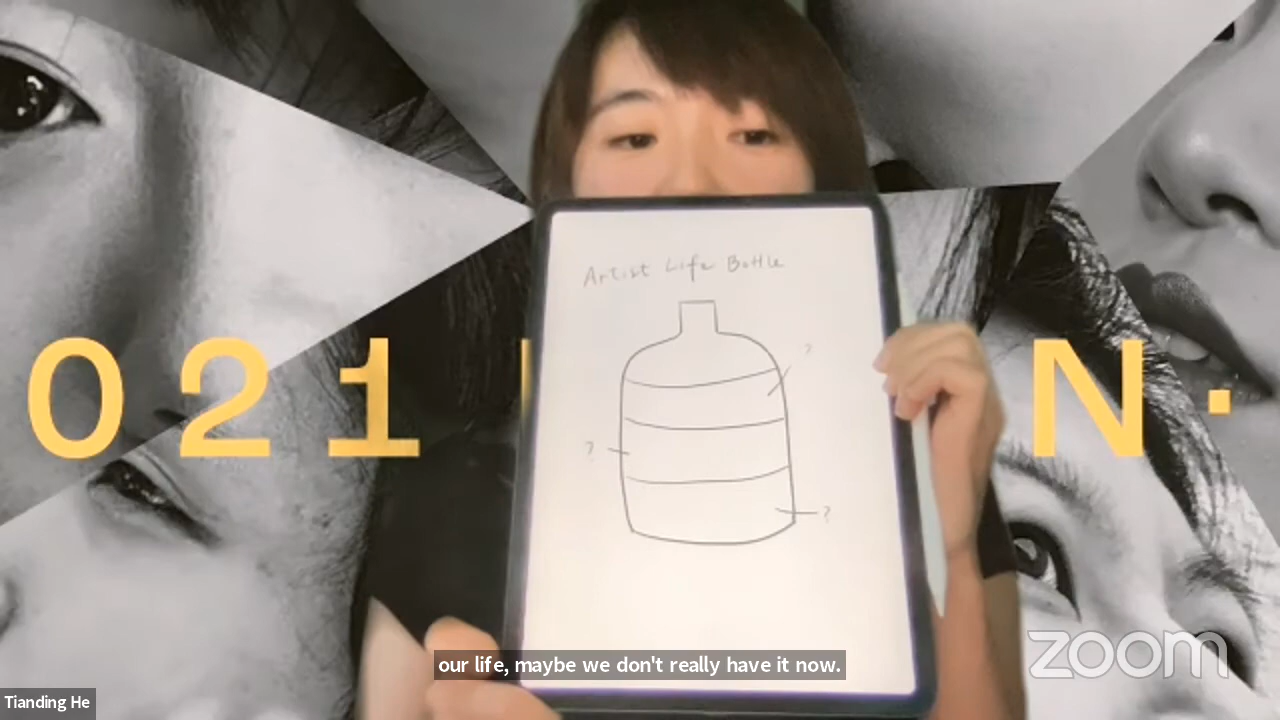 Artist Life Bottle
?
?
?
021
N·
our life, maybe we don't really have it now.
zoom
Tianding He